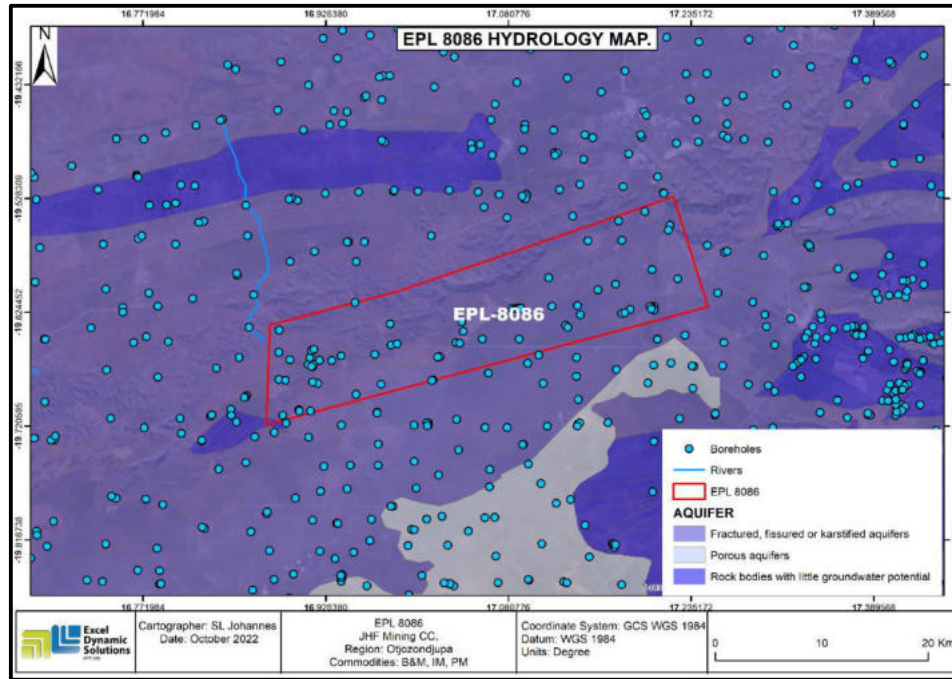 16.771984 16.926380 17.080776 17.235172 17.389568
N
EPL 8086 HYDROLOGY MAP.
-19.432166
-19.528309
-19.624452
-19.720595
-19.816738
EPL-8086
Boreholes
Rivers
EPL 8086
AQUIFER
Fractured, fissured or karstified aquifers
Porous aquifers
Rock bodies with little groundwater potential
16.771984 16.926380 17.080776 17.235172 17.389568
Excel
Dynamic
Solutions
Cartographer: SL Johannes
Date: October 2022
EPL 8086
JHF Mining CC.
Region: Otjozondjupa
Commodities: B&M, IM, PM
Coordinate System: GCS WGS 1984
Datum: WGS 1984
Units: Degree
0 10 20 Km